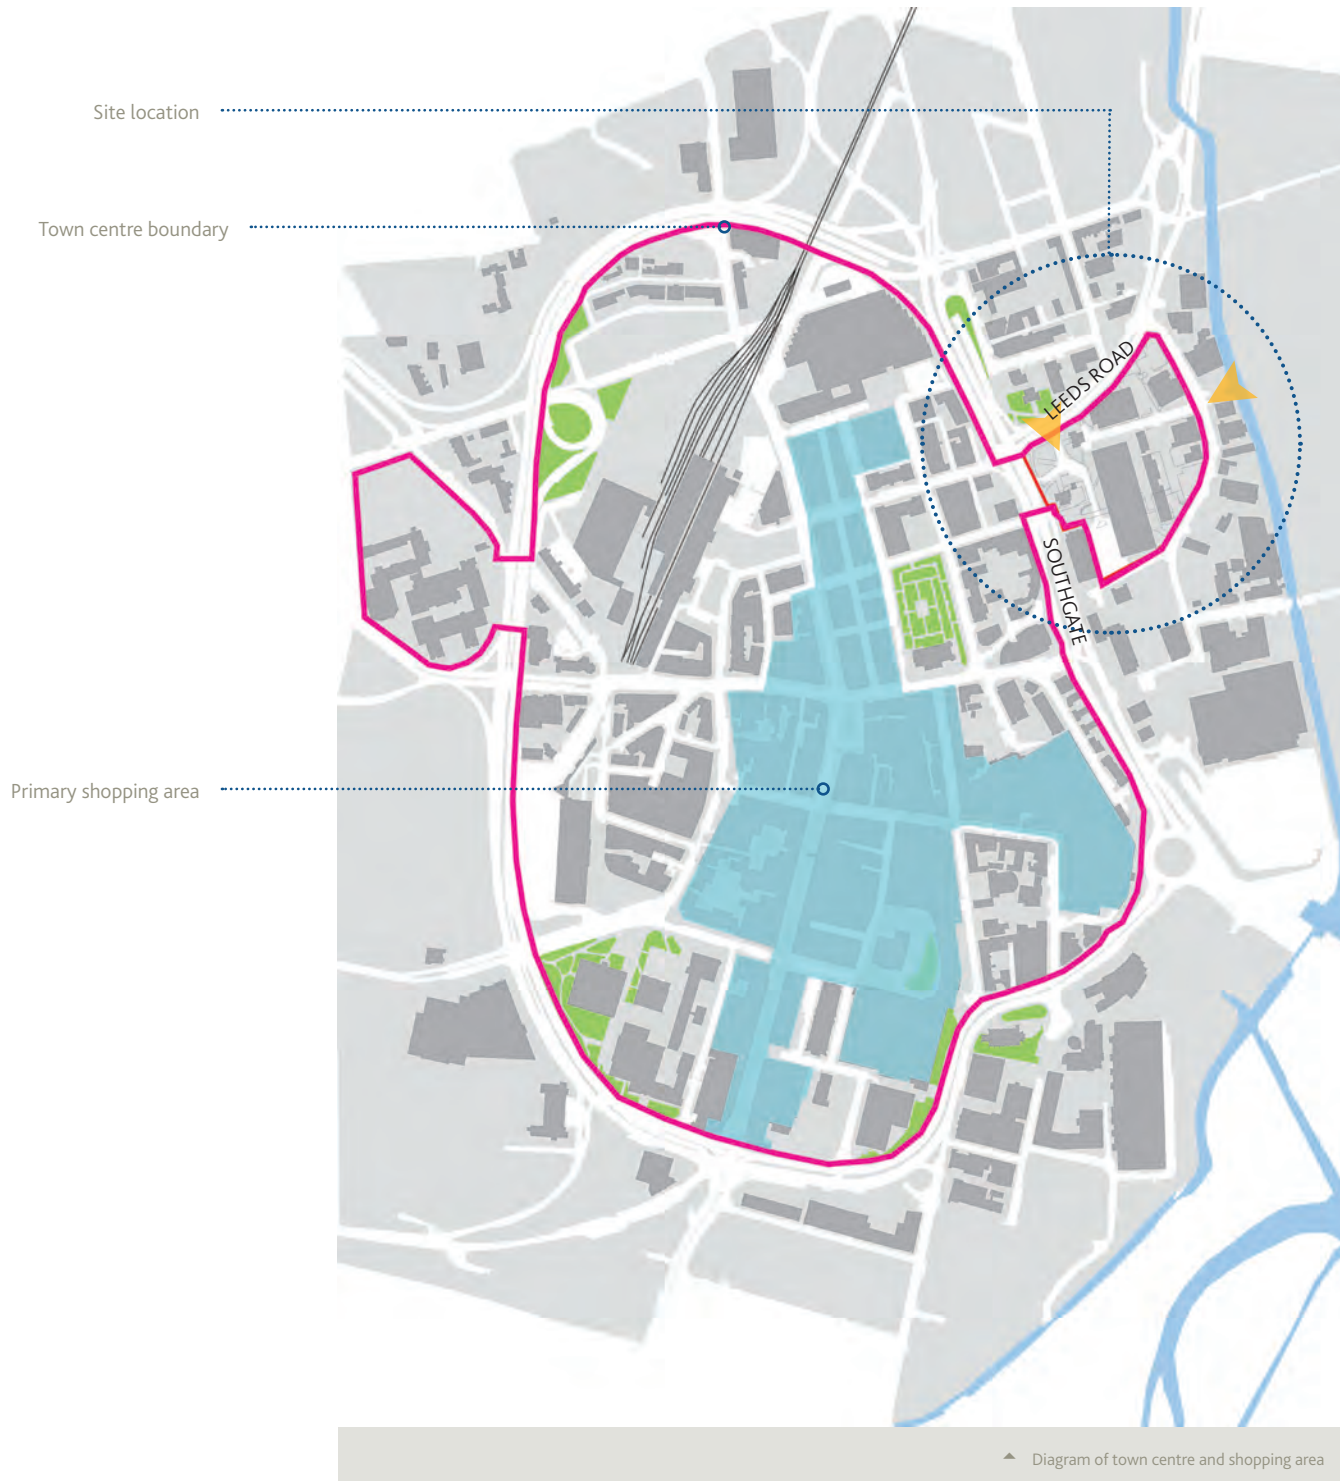 Site location
Town centre boundary
LEEDS ROAD
SOUTHGATE
Primary shopping area
Diagram of town centre and shopping area